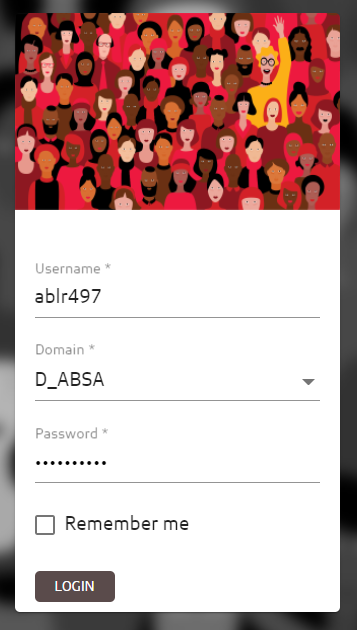 Username *
ablr497
Domain *
D_ABSA
Password *
••••••••••
Remember me
LOGIN